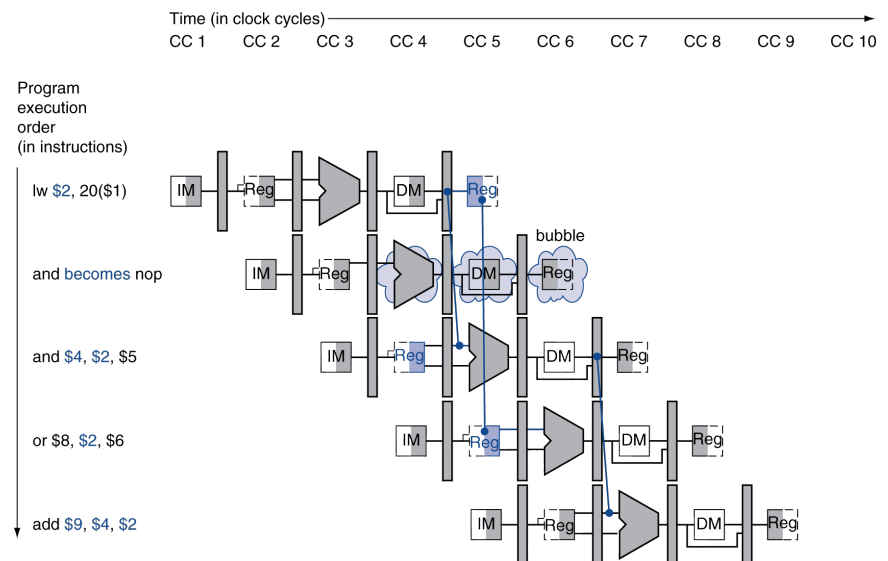 Time (in clock cycles)
CC 1 CC 2 CC 3 CC 4 CC 5 CC 6 CC 7 CC 8 CC 9 CC 10
Program
execution
order
(in instructions)
lw $2, 20($1)
IM Reg DM Reg
bubble
and becomes nop
IM Reg DM Reg
and $4, $2, $5
IM Reg DM Reg
or $8, $2, $6
IM Reg DM Reg
add $9, $4, $2
IM Reg DM Reg